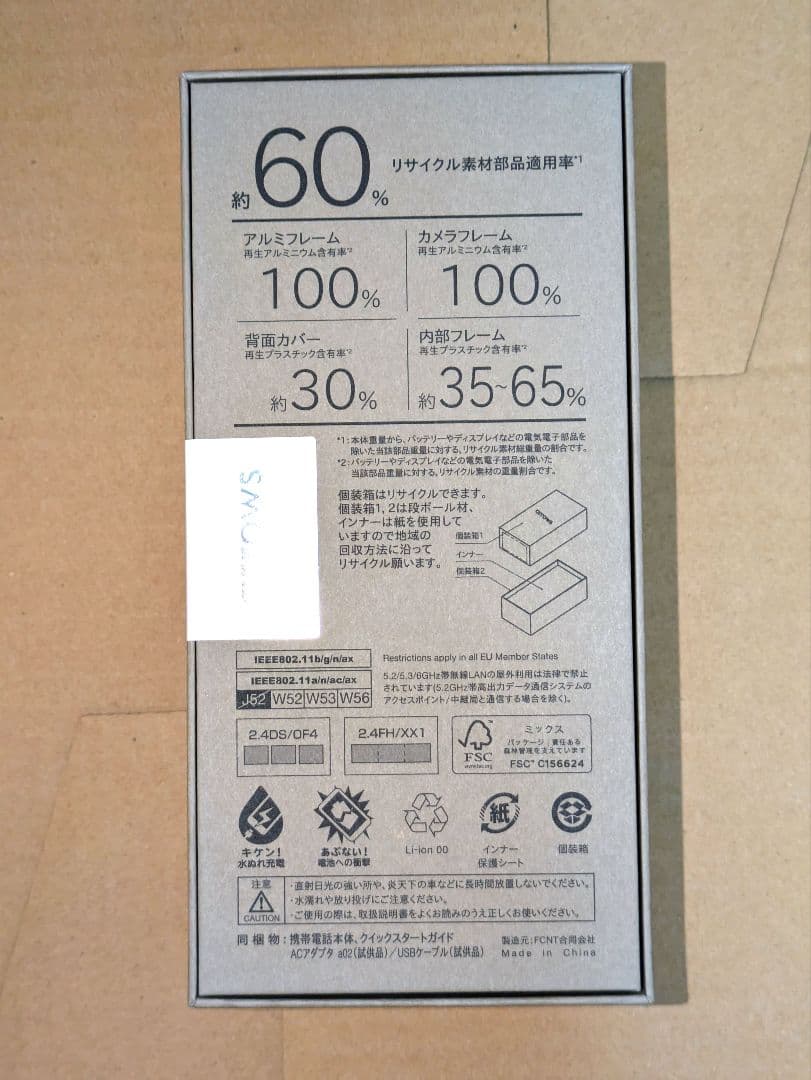 約60% リサイクル素材部品適用率*1
アルミフレーム
再生アルミニウム含有率*2
100%
カメラフレーム
再生アルミニウム含有率*2
100%
背面カバー
再生プラスチック含有率*2
約30%
内部フレーム
再生プラスチック含有率*2
約35~65%
*1:本体重量から、バッテリーやディスプレイなどの電気電子部品を
除いた当該部品重量に対する、リサイクル素材総重量の割合です。
*2:バッテリーやディスプレイなどの電気電子部品を除いた
当該部品重量に対する、リサイクル素材の重量割合です。
個装箱はリサイクルできます。
個装箱1, 2は段ボール材、
インナーは紙を使用して
いますので地域の
回収方法に沿って
リサイクル願います。
個装箱1
インナー
個装箱2
IEEE802.11b/g/n/ax
IEEE802.11a/n/ac/ax
J52 W52 W53 W56
Restrictions apply in all EU Member States
5.2/5.3/6GHz帯無線LANの屋外利用は法律で禁止
されています(5.2GHz帯高出力データ通信システムの
アクセスポイント/中継局と通信する場合を除く)。
2.4DS/OF4
2.4FH/XX1
FSC
www.fsc.org
ミックス
パッケージ|責任ある
森林管理を支えています
FSC™ C156624
キケン!
水ぬれ充電
あぶない!
電池への衝撃
Li-ion 00
紙
インナー
保護シート
個装箱
注意
CAUTION
・直射日光の強い所や、炎天下の車などに長時間放置しないでください。
・水濡れや放り投げにご注意ください。
・ご使用の際は、取扱説明書をよくお読みのうえ正しくお使いください。
同梱物:携帯電話本体、クイックスタートガイド
ACアダプタ a02(試供品)/USBケーブル(試供品)
製造元:FCNT合同会社
Made in China